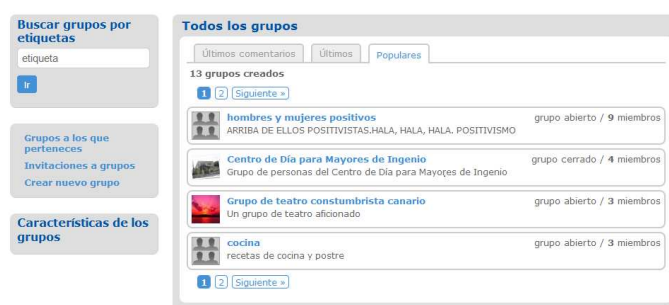 Buscar grupos por
etiquetas
etiqueta
Ir
Grupos a los que
perteneces
Invitaciones a grupos
Crear nuevo grupo
Características de los
grupos
Todos los grupos
Últimos comentarios Últimos Populares
13 grupos creados
1 2 Siguiente »
hombres y mujeres positivos grupo abierto / 9 miembros
ARRIBA DE ELLOS POSITIVISTAS.HALA, HALA, HALA. POSITIVISMO
Centro de Día para Mayores de Ingenio grupo cerrado / 4 miembros
Grupo de personas del Centro de Día para Mayores de Ingenio
Grupo de teatro constumbrista canario grupo abierto / 3 miembros
Un grupo de teatro aficionado
cocina grupo abierto / 3 miembros
recetas de cocina y postre
1 2 Siguiente »